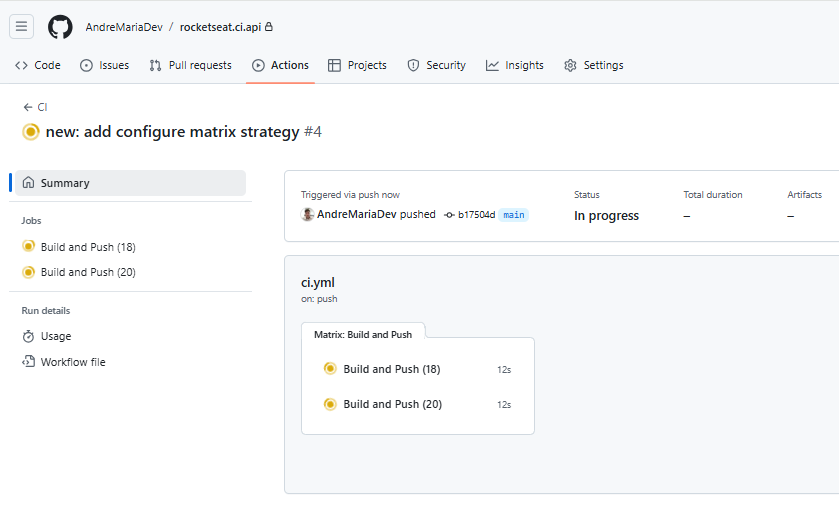 AndreMariaDev / rocketseat.ci.api
Code Issues Pull requests Actions Projects Security Insights Settings
CI
new: add configure matrix strategy #4
Summary
Jobs
Build and Push (18)
Build and Push (20)
Run details
Usage
Workflow file
Triggered via push now
AndreMariaDev pushed b17504d main
Status
In progress
Total duration
–
Artifacts
–
ci.yml
on: push
Matrix: Build and Push
Build and Push (18) 12s
Build and Push (20) 12s